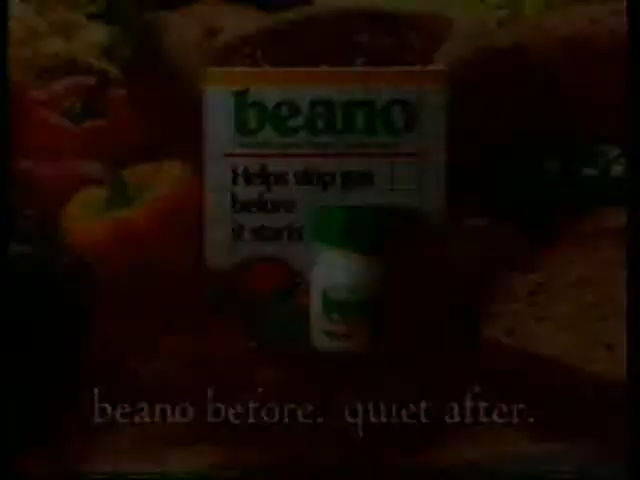 beano
Helps stop gas
before
it starts
beano before. quiet after.